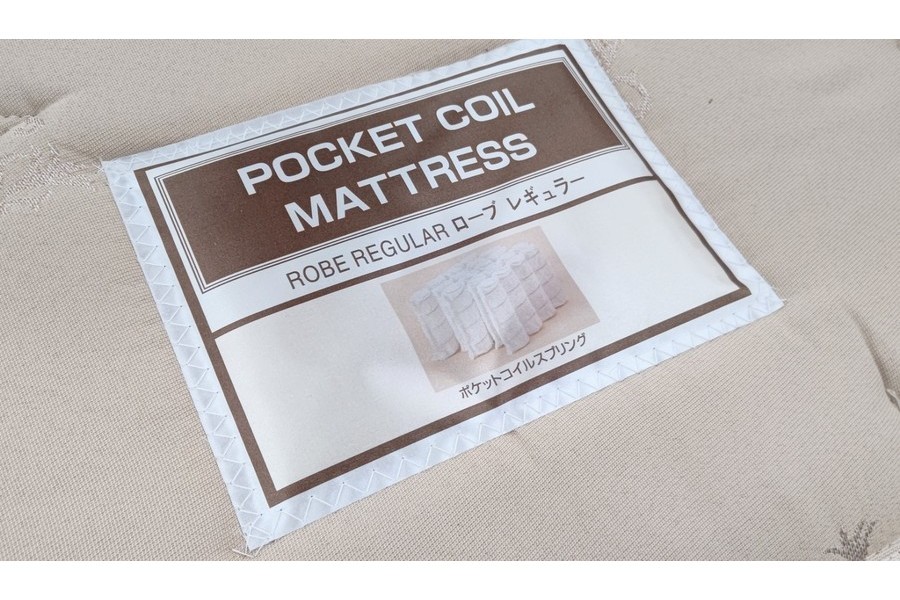 POCKET COIL
MATTRESS
ROBE REGULAR ローブ レギュラー
ポケットコイルスプリング